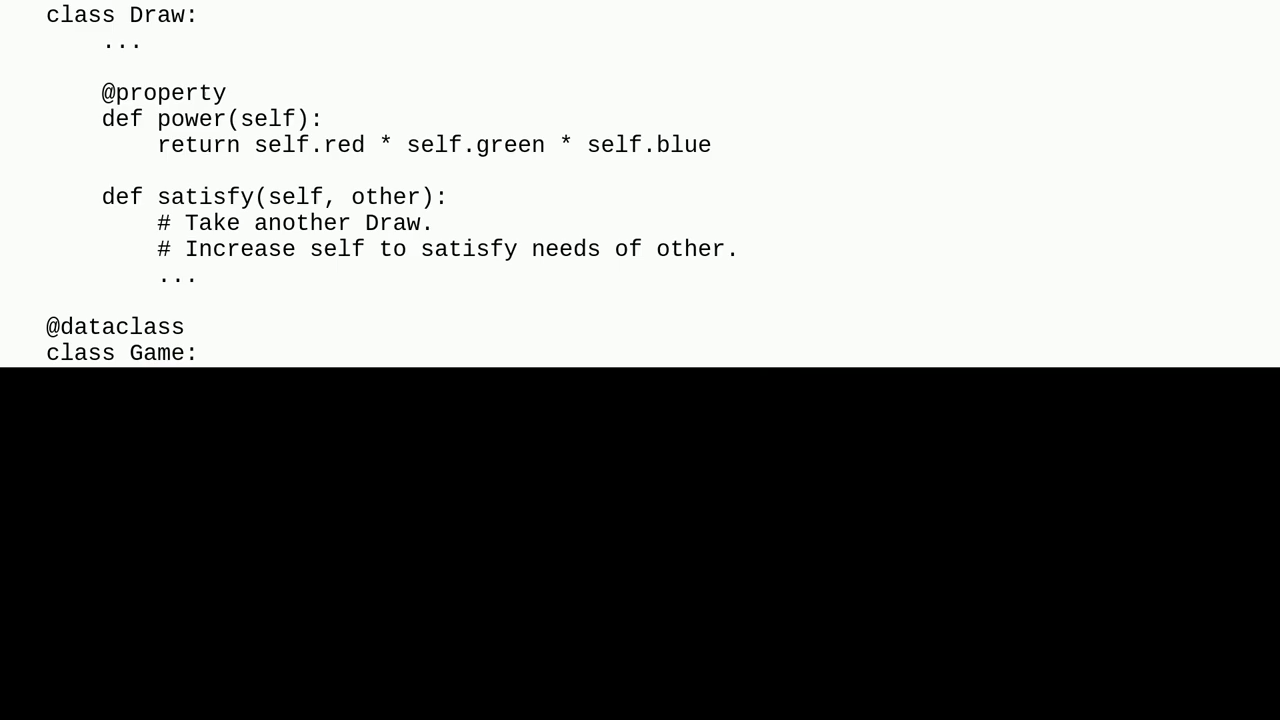 class Draw:
    ...

    @property
    def power(self):
        return self.red * self.green * self.blue

    def satisfy(self, other):
        # Take another Draw.
        # Increase self to satisfy needs of other.
        ...

@dataclass
class Game: